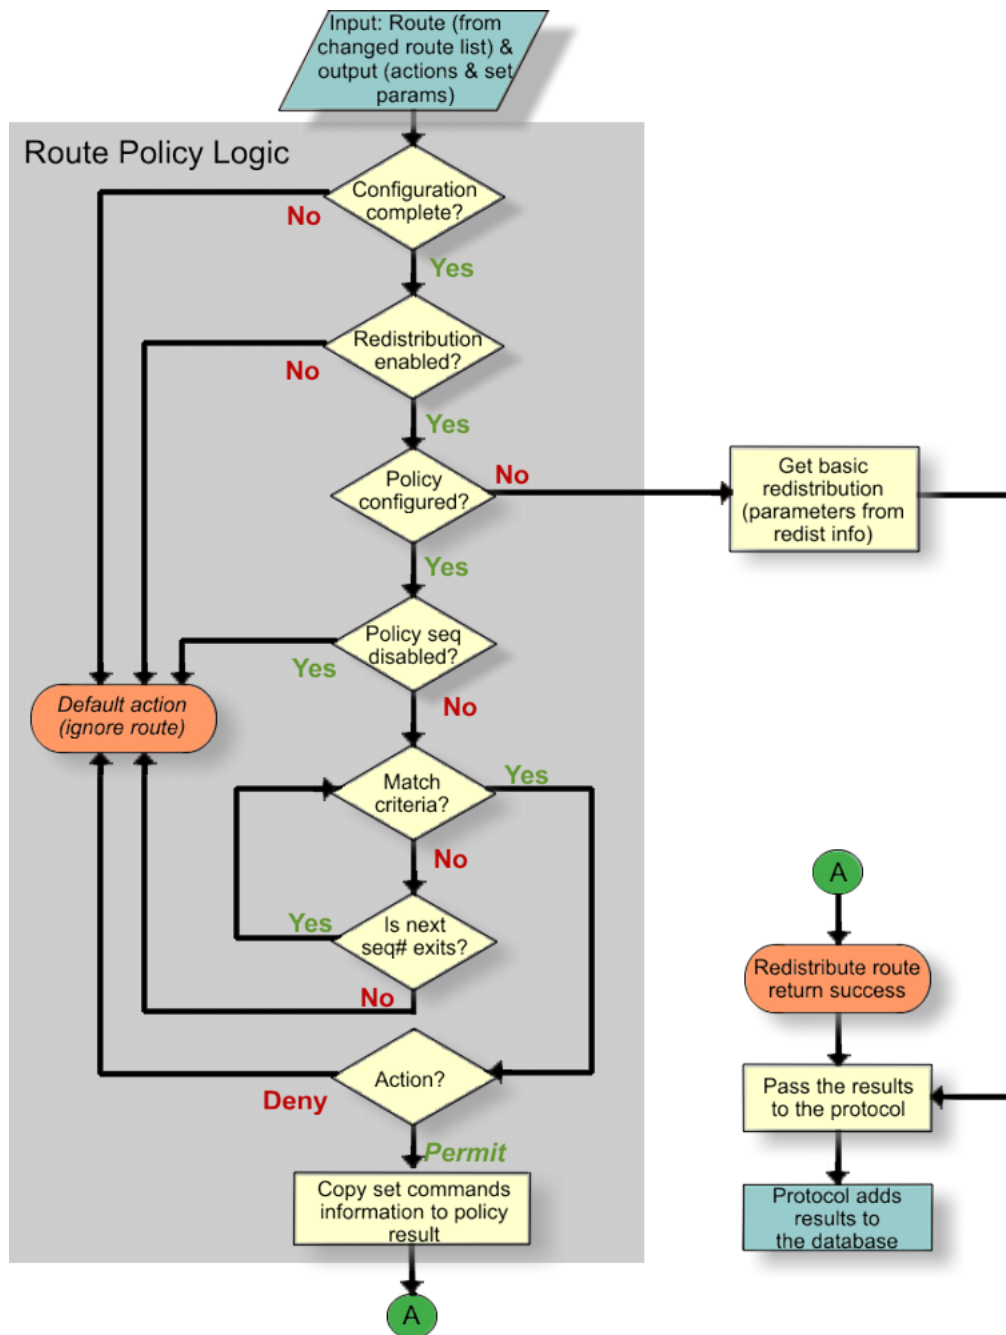 Input: Route (from
changed route list) &
output (actions & set
params)
Route Policy Logic
Configuration
complete?
No
Yes
Redistribution
enabled?
No
Yes
Policy
configured?
No
Get basic
redistribution
(parameters from
redist info)
Yes
Policy seq
disabled?
Yes
No
Default action
(ignore route)
Match
criteria?
Yes
No
Is next
seq# exits?
Yes
No
Action?
Deny
Permit
Copy set commands
information to policy
result
A
A
Redistribute route
return success
Pass the results
to the protocol
Protocol adds
results to
the database